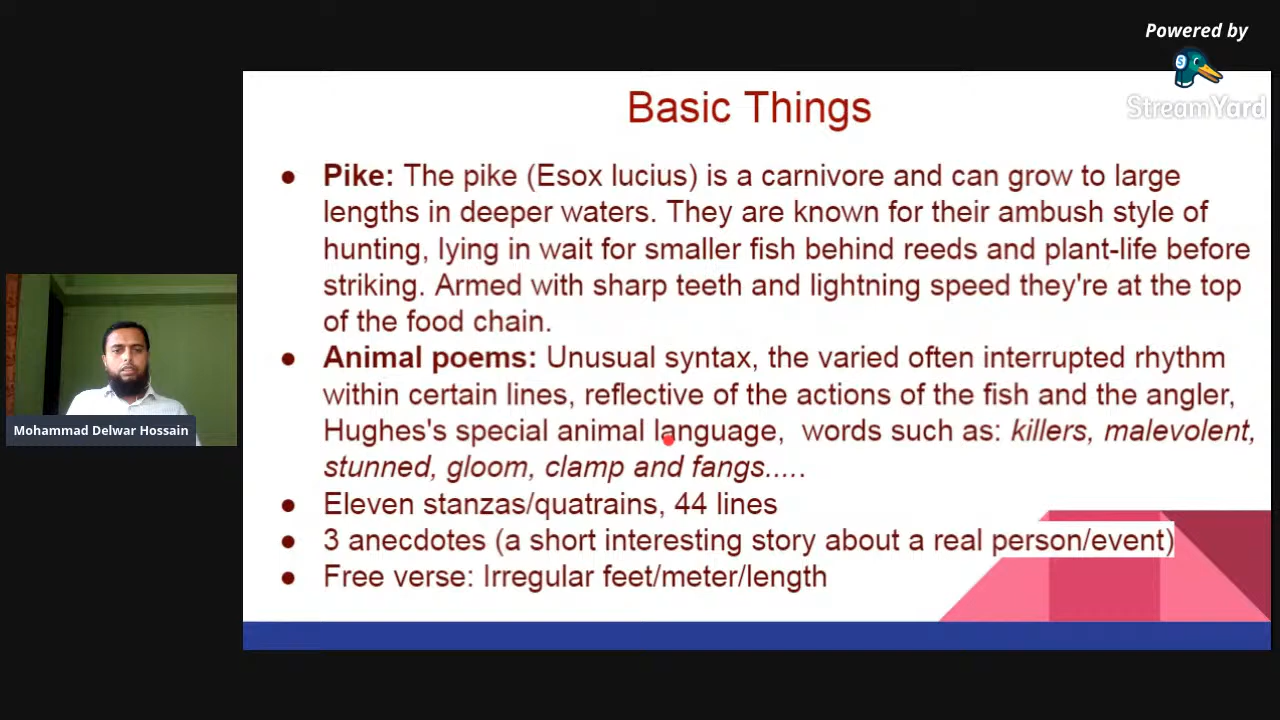 Powered by
StreamYard
Basic Things
● Pike: The pike (Esox lucius) is a carnivore and can grow to large
lengths in deeper waters. They are known for their ambush style of
hunting, lying in wait for smaller fish behind reeds and plant-life before
striking. Armed with sharp teeth and lightning speed they're at the top
of the food chain.
● Animal poems: Unusual syntax, the varied often interrupted rhythm
within certain lines, reflective of the actions of the fish and the angler,
Hughes's special animal language, words such as: killers, malevolent,
stunned, gloom, clamp and fangs.....
● Eleven stanzas/quatrains, 44 lines
● 3 anecdotes (a short interesting story about a real person/event)
● Free verse: Irregular feet/meter/length
Mohammad Delwar Hossain